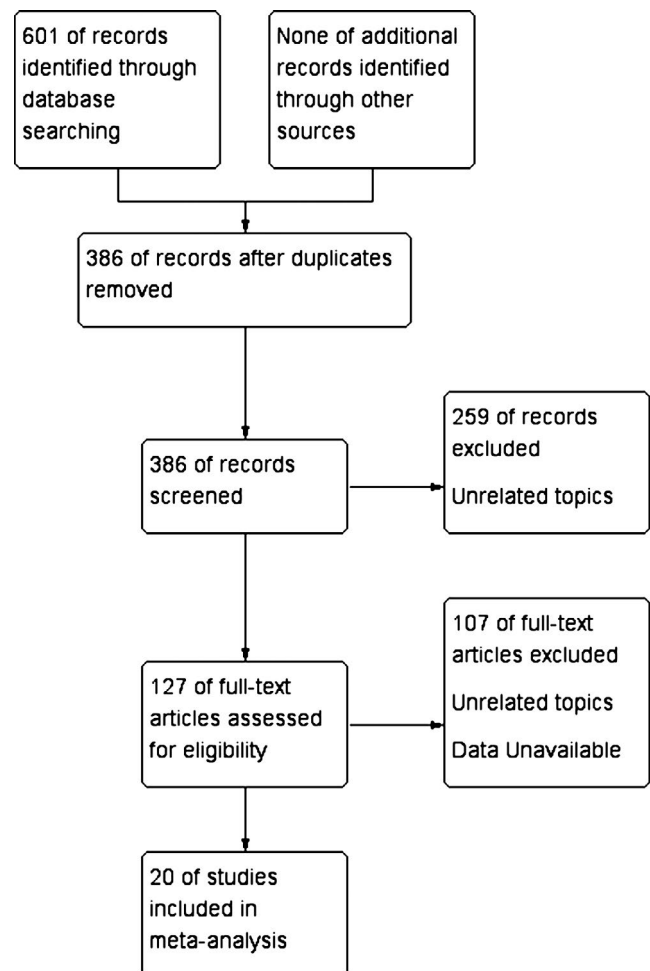 601 of records
identified through
database
searching
None of additional
records identified
through other
sources
386 of records after duplicates
removed
386 of records
screened
259 of records
excluded
Unrelated topics
127 of full-text
articles assessed
for eligibility
107 of full-text
articles excluded
Unrelated topics
Data Unavailable
20 of studies
included in
meta-analysis